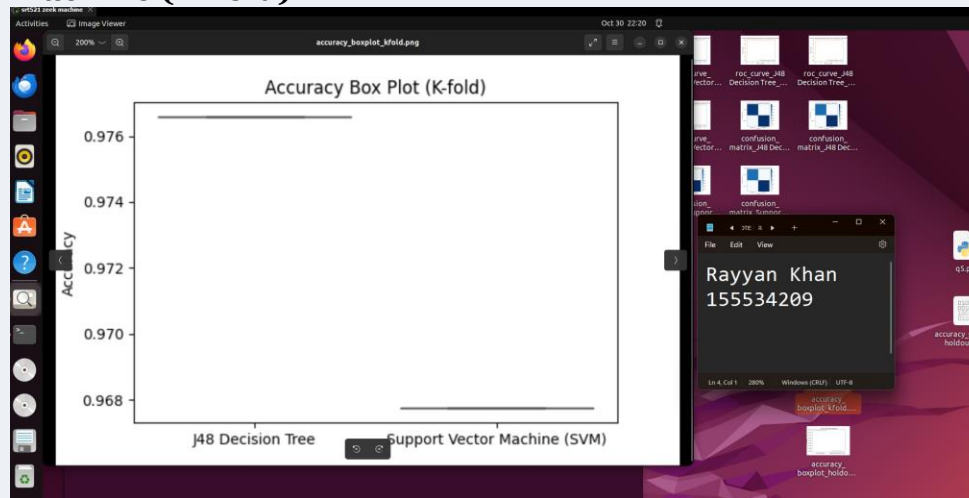 srt521 zeek machine
Activities
Image Viewer
Oct 30 22:20
200%
accuracy_boxplot_kfold.png
Accuracy Box Plot (K-fold)
0.976
0.974
0.972
0.970
0.968
Accuracy
J48 Decision Tree
Support Vector Machine (SVM)
roc_curve_J48
Decision Tree_...
roc_curve_J48
Decision Tree_...
confusion_
matrix_J48 Dec...
confusion_
matrix_J48 Dec...
confusion_
matrix_Suppor...
File Edit View
Rayyan Khan
155534209
Ln 4, Col 1 280% Windows (CRLF) UTF-8
accuracy_
boxplot_kfold....
accuracy_
boxplot_holdo...